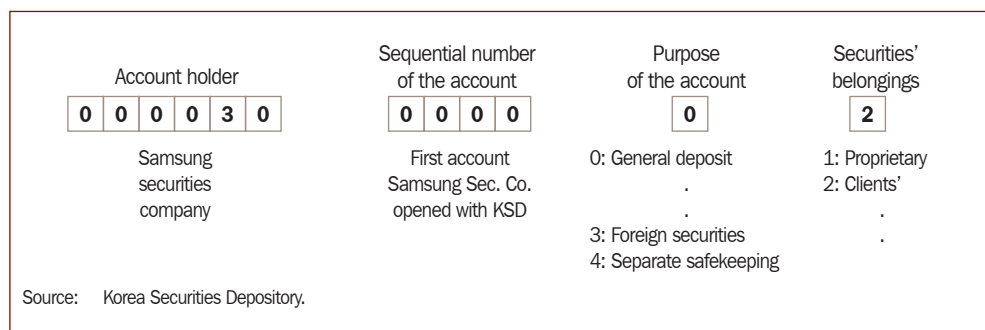 Account holder
0 0 0 0 3 0
Samsung
securities
company
Sequential number
of the account
0 0 0 0
First account
Samsung Sec. Co.
opened with KSD
Purpose
of the account
0
0: General deposit
.
.
3: Foreign securities
4: Separate safekeeping
Securities’
belongings
2
1: Proprietary
2: Clients’
.
.
Source: Korea Securities Depository.